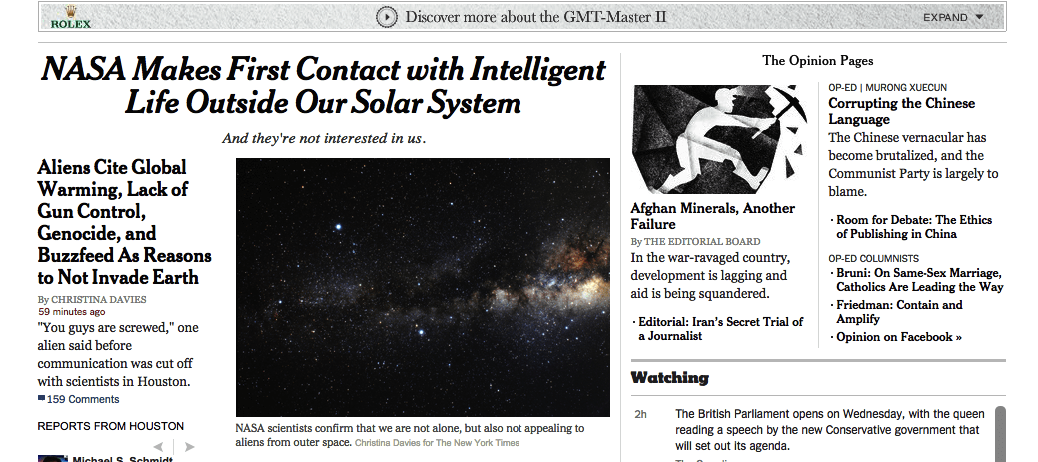 ROLEX
Discover more about the GMT-Master II
EXPAND
NASA Makes First Contact with Intelligent
Life Outside Our Solar System
And they're not interested in us.
Aliens Cite Global
Warming, Lack of
Gun Control,
Genocide, and
Buzzfeed As Reasons
to Not Invade Earth
By CHRISTINA DAVIES
59 minutes ago
"You guys are screwed," one
alien said before
communication was cut off
with scientists in Houston.
159 Comments
REPORTS FROM HOUSTON
Michael S. Schmidt
NASA scientists confirm that we are not alone, but also not appealing to
aliens from outer space. Christina Davies for The New York Times
The Opinion Pages
Afghan Minerals, Another
Failure
By THE EDITORIAL BOARD
In the war-ravaged country,
development is lagging and
aid is being squandered.
· Editorial: Iran's Secret Trial of
a Journalist
OP-ED | MURONG XUECUN
Corrupting the Chinese
Language
The Chinese vernacular has
become brutalized, and the
Communist Party is largely to
blame.
· Room for Debate: The Ethics
of Publishing in China
OP-ED COLUMNISTS
· Bruni: On Same-Sex Marriage,
Catholics Are Leading the Way
· Friedman: Contain and
Amplify
· Opinion on Facebook »
Watching
2h
The British Parliament opens on Wednesday, with the queen
reading a speech by the new Conservative government that
will set out its agenda.